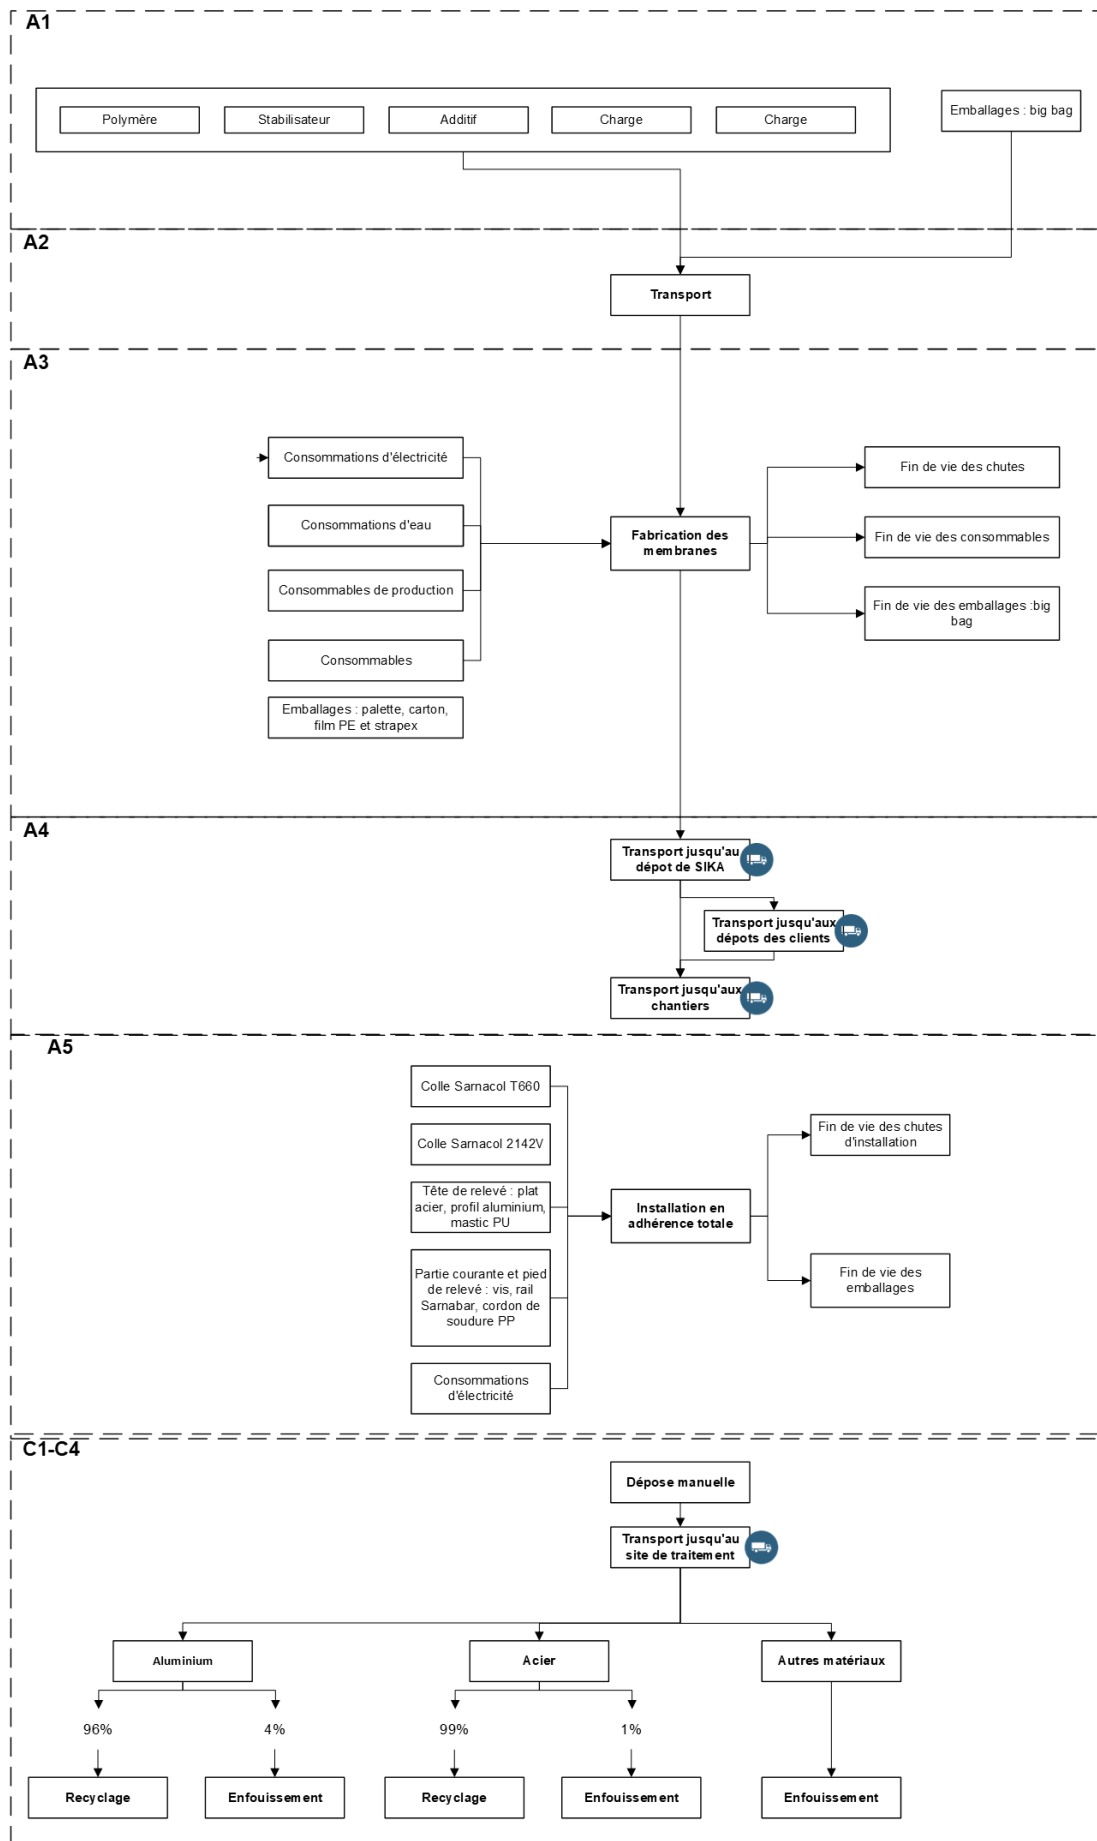 A1
Polymère
Stabilisateur
Additif
Charge
Charge
Emballages : big bag
A2
Transport
A3
Consommations d'électricité
Consommations d'eau
Consommables de production
Consommables
Emballages : palette, carton,
film PE et strapex
Fabrication des
membranes
Fin de vie des chutes
Fin de vie des consommables
Fin de vie des emballages :big
bag
A4
Transport jusqu'au
dépot de SIKA
Transport jusqu'aux
dépots des clients
Transport jusqu'aux
chantiers
A5
Colle Sarnacol T660
Colle Sarnacol 2142V
Tête de relevé : plat
acier, profil aluminium,
mastic PU
Partie courante et pied
de relevé : vis, rail
Sarnabar, cordon de
soudure PP
Consommations
d'électricité
Installation en
adhérence totale
Fin de vie des chutes
d'installation
Fin de vie des
emballages
C1-C4
Dépose manuelle
Transport jusqu'au
site de traitement
Aluminium
Acier
Autres matériaux
96%
4%
99%
1%
Recyclage
Enfouissement
Recyclage
Enfouissement
Enfouissement